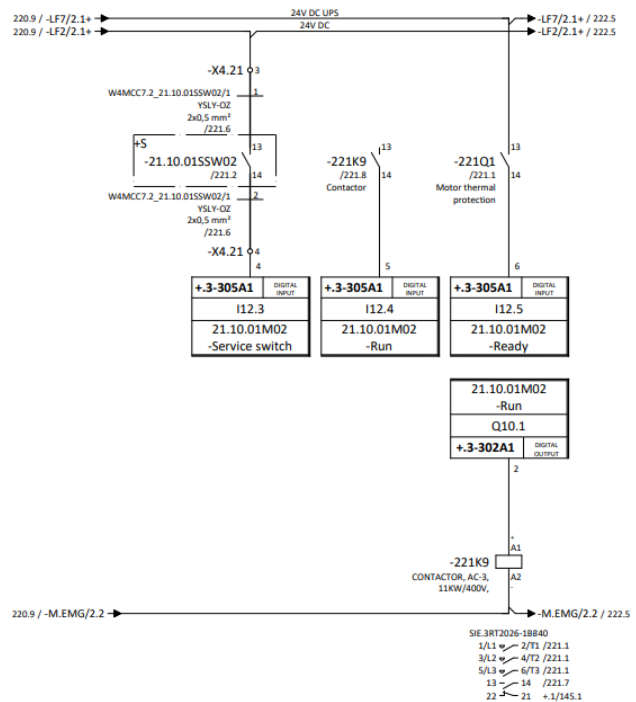 24V DC UPS
220.9 / -LF7/2.1+
-LF7/2.1+ / 222.5
24V DC
220.9 / -LF2/2.1+
-LF2/2.1+ / 222.5
-X4.21 3
W4MCC7.2_21.10.01SSW02/1 1
YSLY-OZ
2x0,5 mm²
/221.6
+S
13
-21.10.01SSW02
/221.2 14
W4MCC7.2_21.10.01SSW02/1 2
YSLY-OZ
2x0,5 mm²
/221.6
-X4.21 4
4
13
-221K9
/221.8 14
Contactor
5
13
-221Q1
/221.1 14
Motor thermal
protection
6
+.3-305A1 DIGITAL INPUT
I12.3
21.10.01M02
-Service switch
+.3-305A1 DIGITAL INPUT
I12.4
21.10.01M02
-Run
+.3-305A1 DIGITAL INPUT
I12.5
21.10.01M02
-Ready
21.10.01M02
-Run
Q10.1
+.3-302A1 DIGITAL OUTPUT
2
+
A1
-221K9
CONTACTOR, AC-3, A2
11KW/400V, -
220.9 / -M.EMG/2.2
-M.EMG/2.2 / 222.5
SIE.3RT2026-1BB40
1/L1 2/T1 /221.1
3/L2 4/T2 /221.1
5/L3 6/T3 /221.1
13 14 /221.7
22 21 +.1/145.1